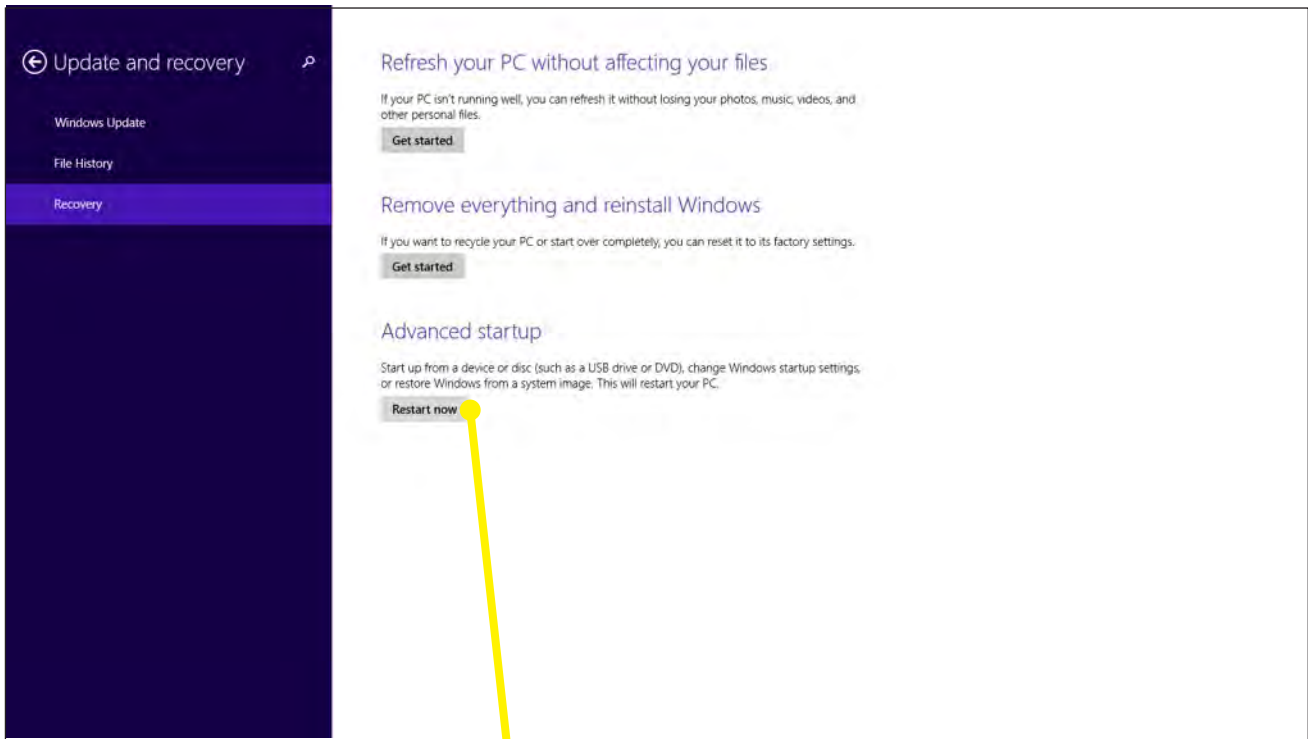 Update and recovery
Windows Update
File History
Recovery
Refresh your PC without affecting your files
If your PC isn't running well, you can refresh it without losing your photos, music, videos, and
other personal files.
Get started
Remove everything and reinstall Windows
If you want to recycle your PC or start over completely, you can reset it to its factory settings.
Get started
Advanced startup
Start up from a device or disc (such as a USB drive or DVD), change Windows startup settings,
or restore Windows from a system image. This will restart your PC.
Restart now